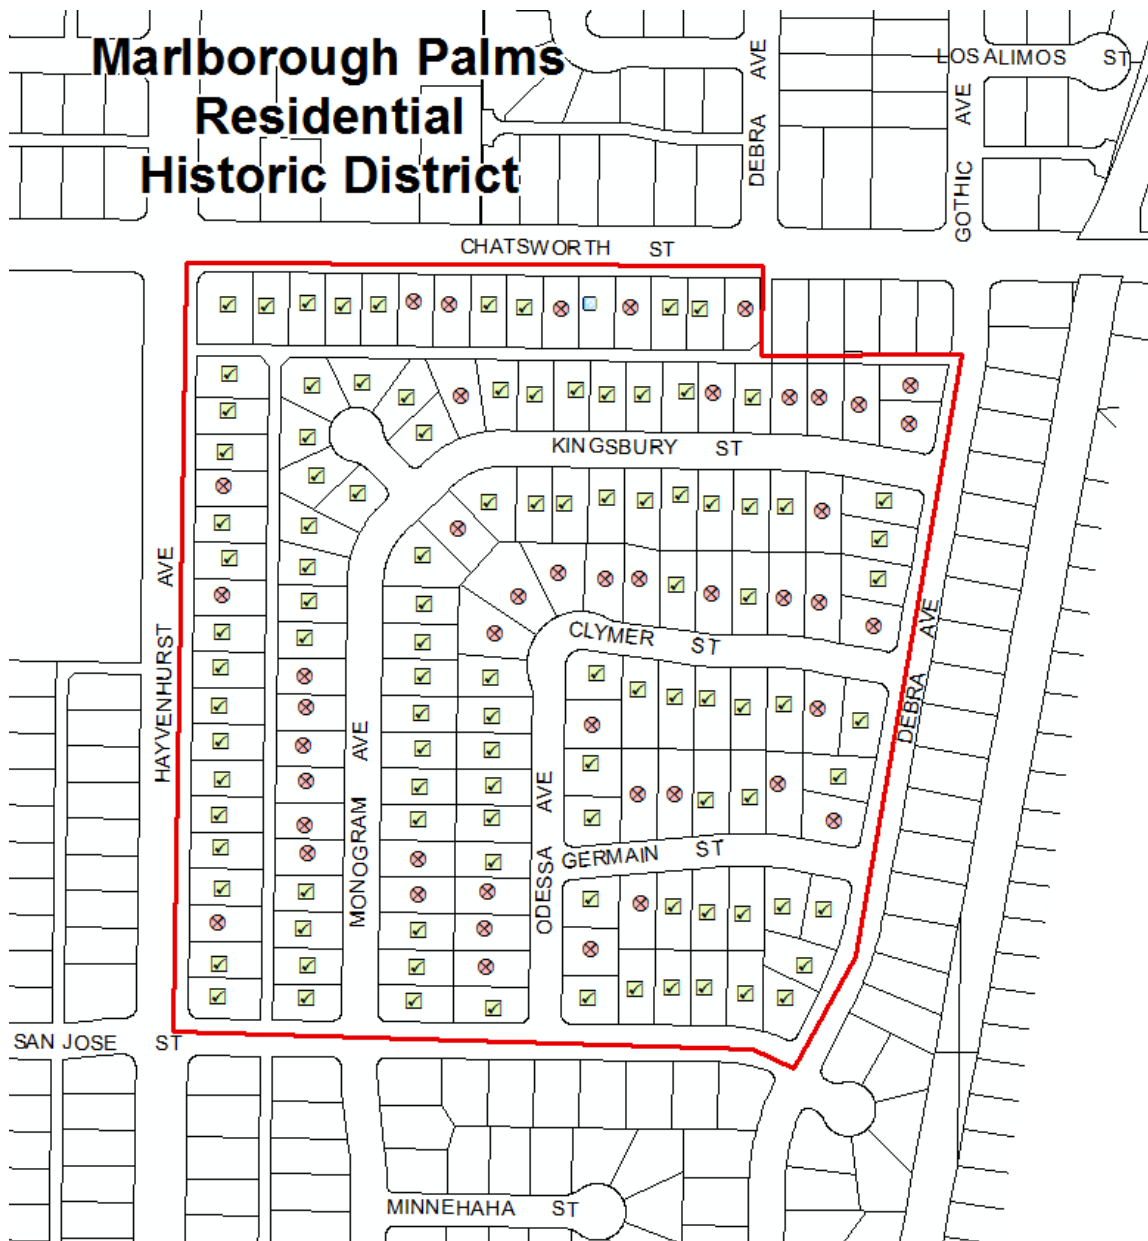 Marlborough Palms
Residential
Historic District
DEBRA AVE
LOS ALIMOS ST
GOTHIC AVE
CHATSWORTH ST
KINGSBURY ST
HAYVENHURST AVE
CLYMER ST
DEBRA AVE
MONOGRAM AVE
ODESSA AVE
GERMAIN ST
SAN JOSE ST
MINNEHAHA ST